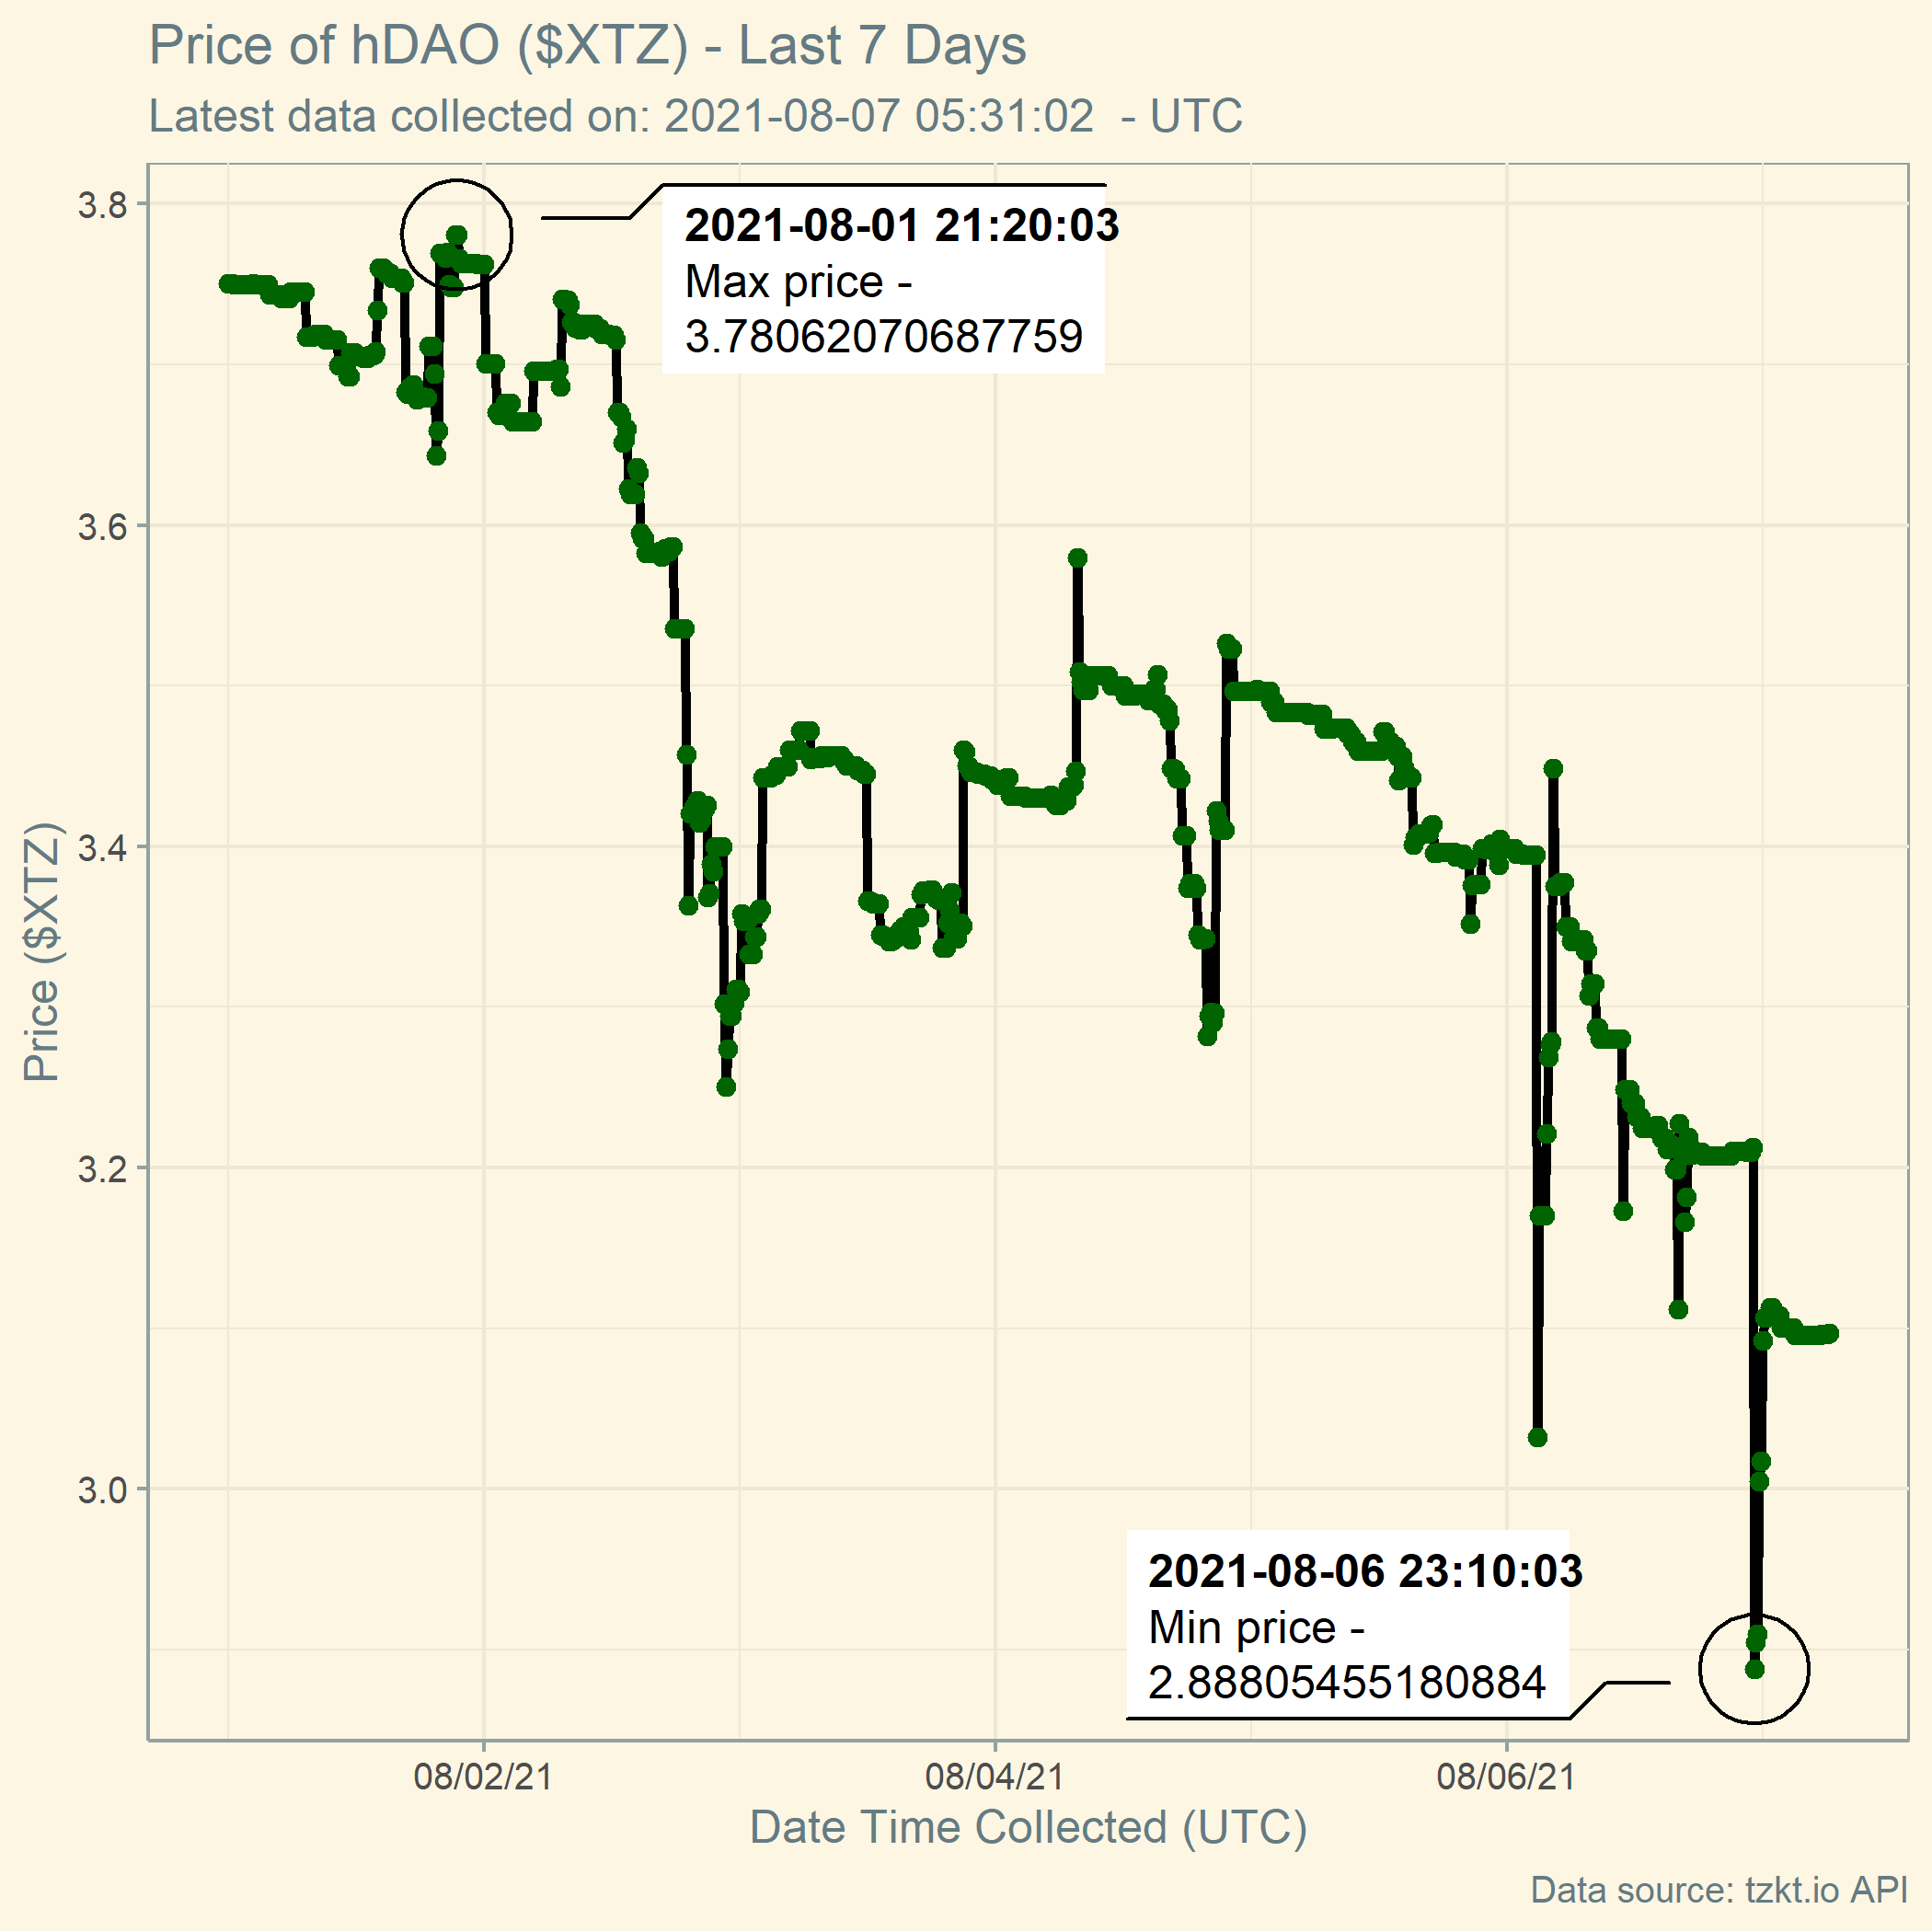 Price of hDAO ($XTZ) - Last 7 Days
Latest data collected on: 2021-08-07 05:31:02  - UTC
3.8
3.6
3.4
3.2
3.0
Price ($XTZ)
2021-08-01 21:20:03
Max price -
3.78062070687759
2021-08-06 23:10:03
Min price -
2.88805455180884
08/02/21
08/04/21
08/06/21
Date Time Collected (UTC)
Data source: tzkt.io API